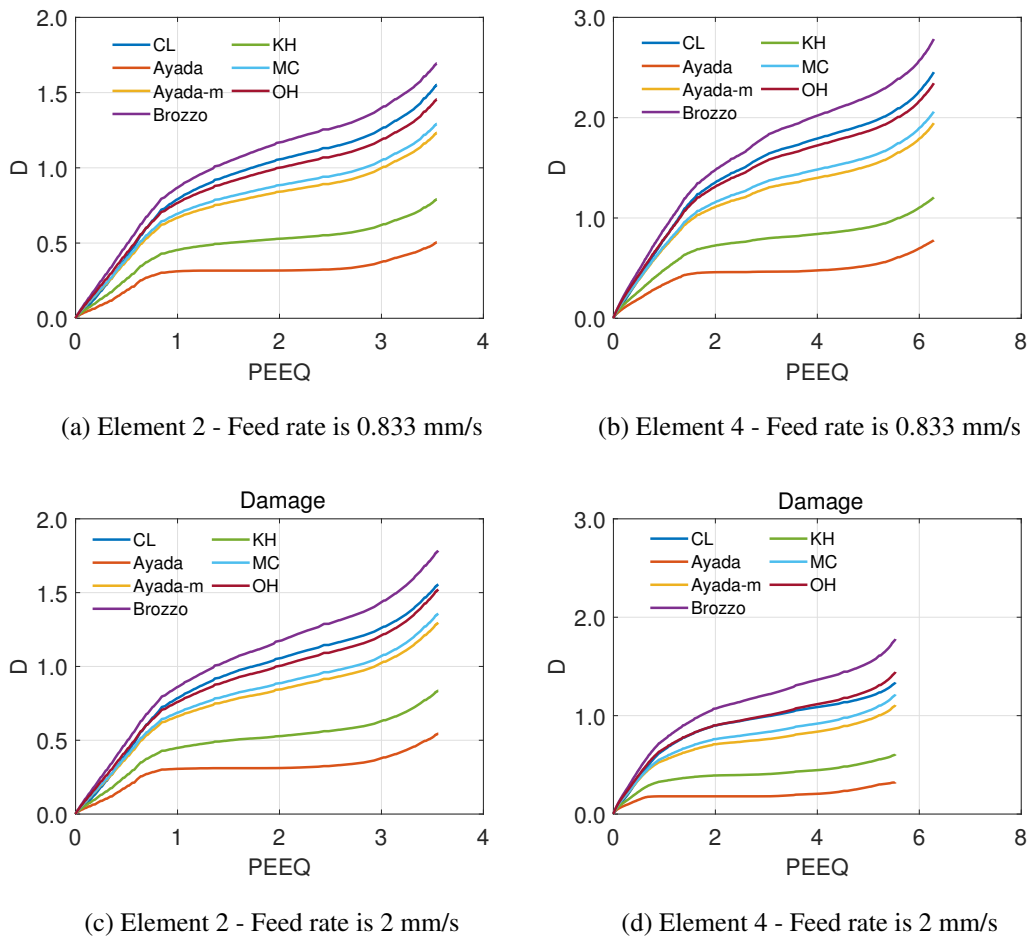 2.0
1.5
1.0
0.5
0.0
D
CL
Ayada
Ayada-m
Brozzo
KH
MC
OH
0 1 2 3 4
PEEQ
(a) Element 2 - Feed rate is 0.833 mm/s
3.0
2.0
1.0
0.0
D
CL
Ayada
Ayada-m
Brozzo
KH
MC
OH
0 2 4 6 8
PEEQ
(b) Element 4 - Feed rate is 0.833 mm/s
Damage
2.0
1.5
1.0
0.5
0.0
D
CL
Ayada
Ayada-m
Brozzo
KH
MC
OH
0 1 2 3 4
PEEQ
(c) Element 2 - Feed rate is 2 mm/s
Damage
3.0
2.0
1.0
0.0
D
CL
Ayada
Ayada-m
Brozzo
KH
MC
OH
0 2 4 6 8
PEEQ
(d) Element 4 - Feed rate is 2 mm/s